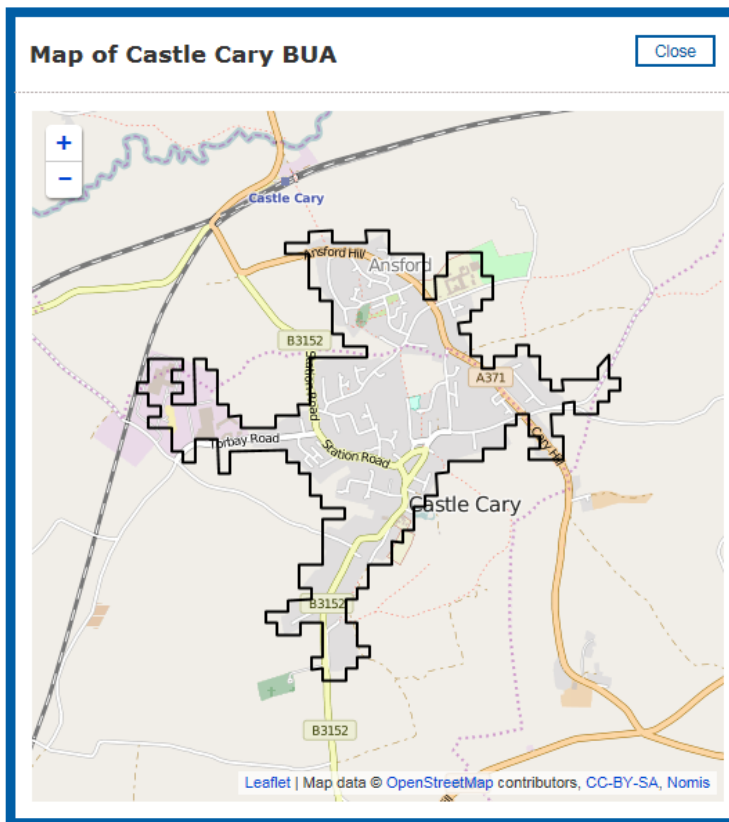 Map of Castle Cary BUA
Close
+
−
Castle Cary
Ansford Hill
Ansford
B3152
Station Road
A371
Torbay Road
Station Road
Cary Hill
Castle Cary
B3152
B3152
Hill
Leaflet | Map data © OpenStreetMap contributors, CC-BY-SA, Nomis